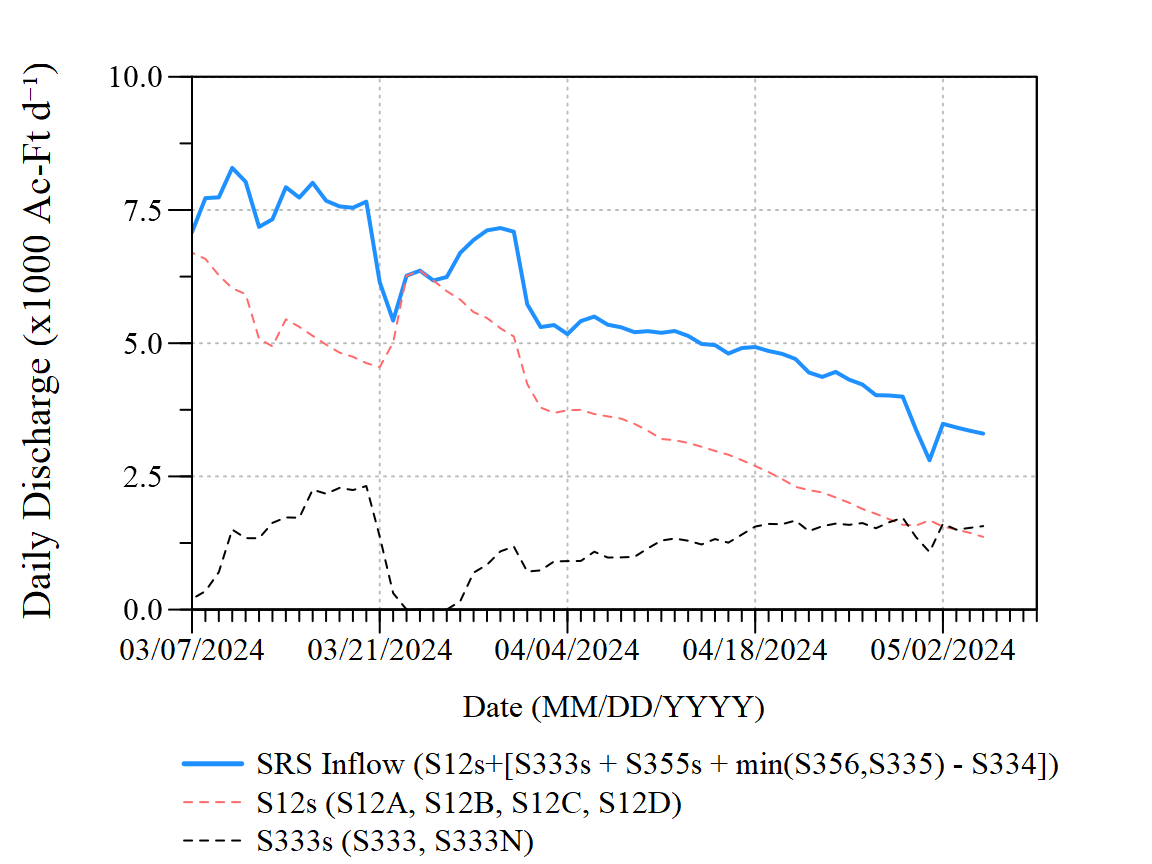 Daily Discharge (x1000 Ac-Ft d⁻¹)
10.0
7.5
5.0
2.5
0.0
03/07/2024 03/21/2024 04/04/2024 04/18/2024 05/02/2024
Date (MM/DD/YYYY)
SRS Inflow (S12s+[S333s + S355s + min(S356,S335) - S334])
S12s (S12A, S12B, S12C, S12D)
S333s (S333, S333N)